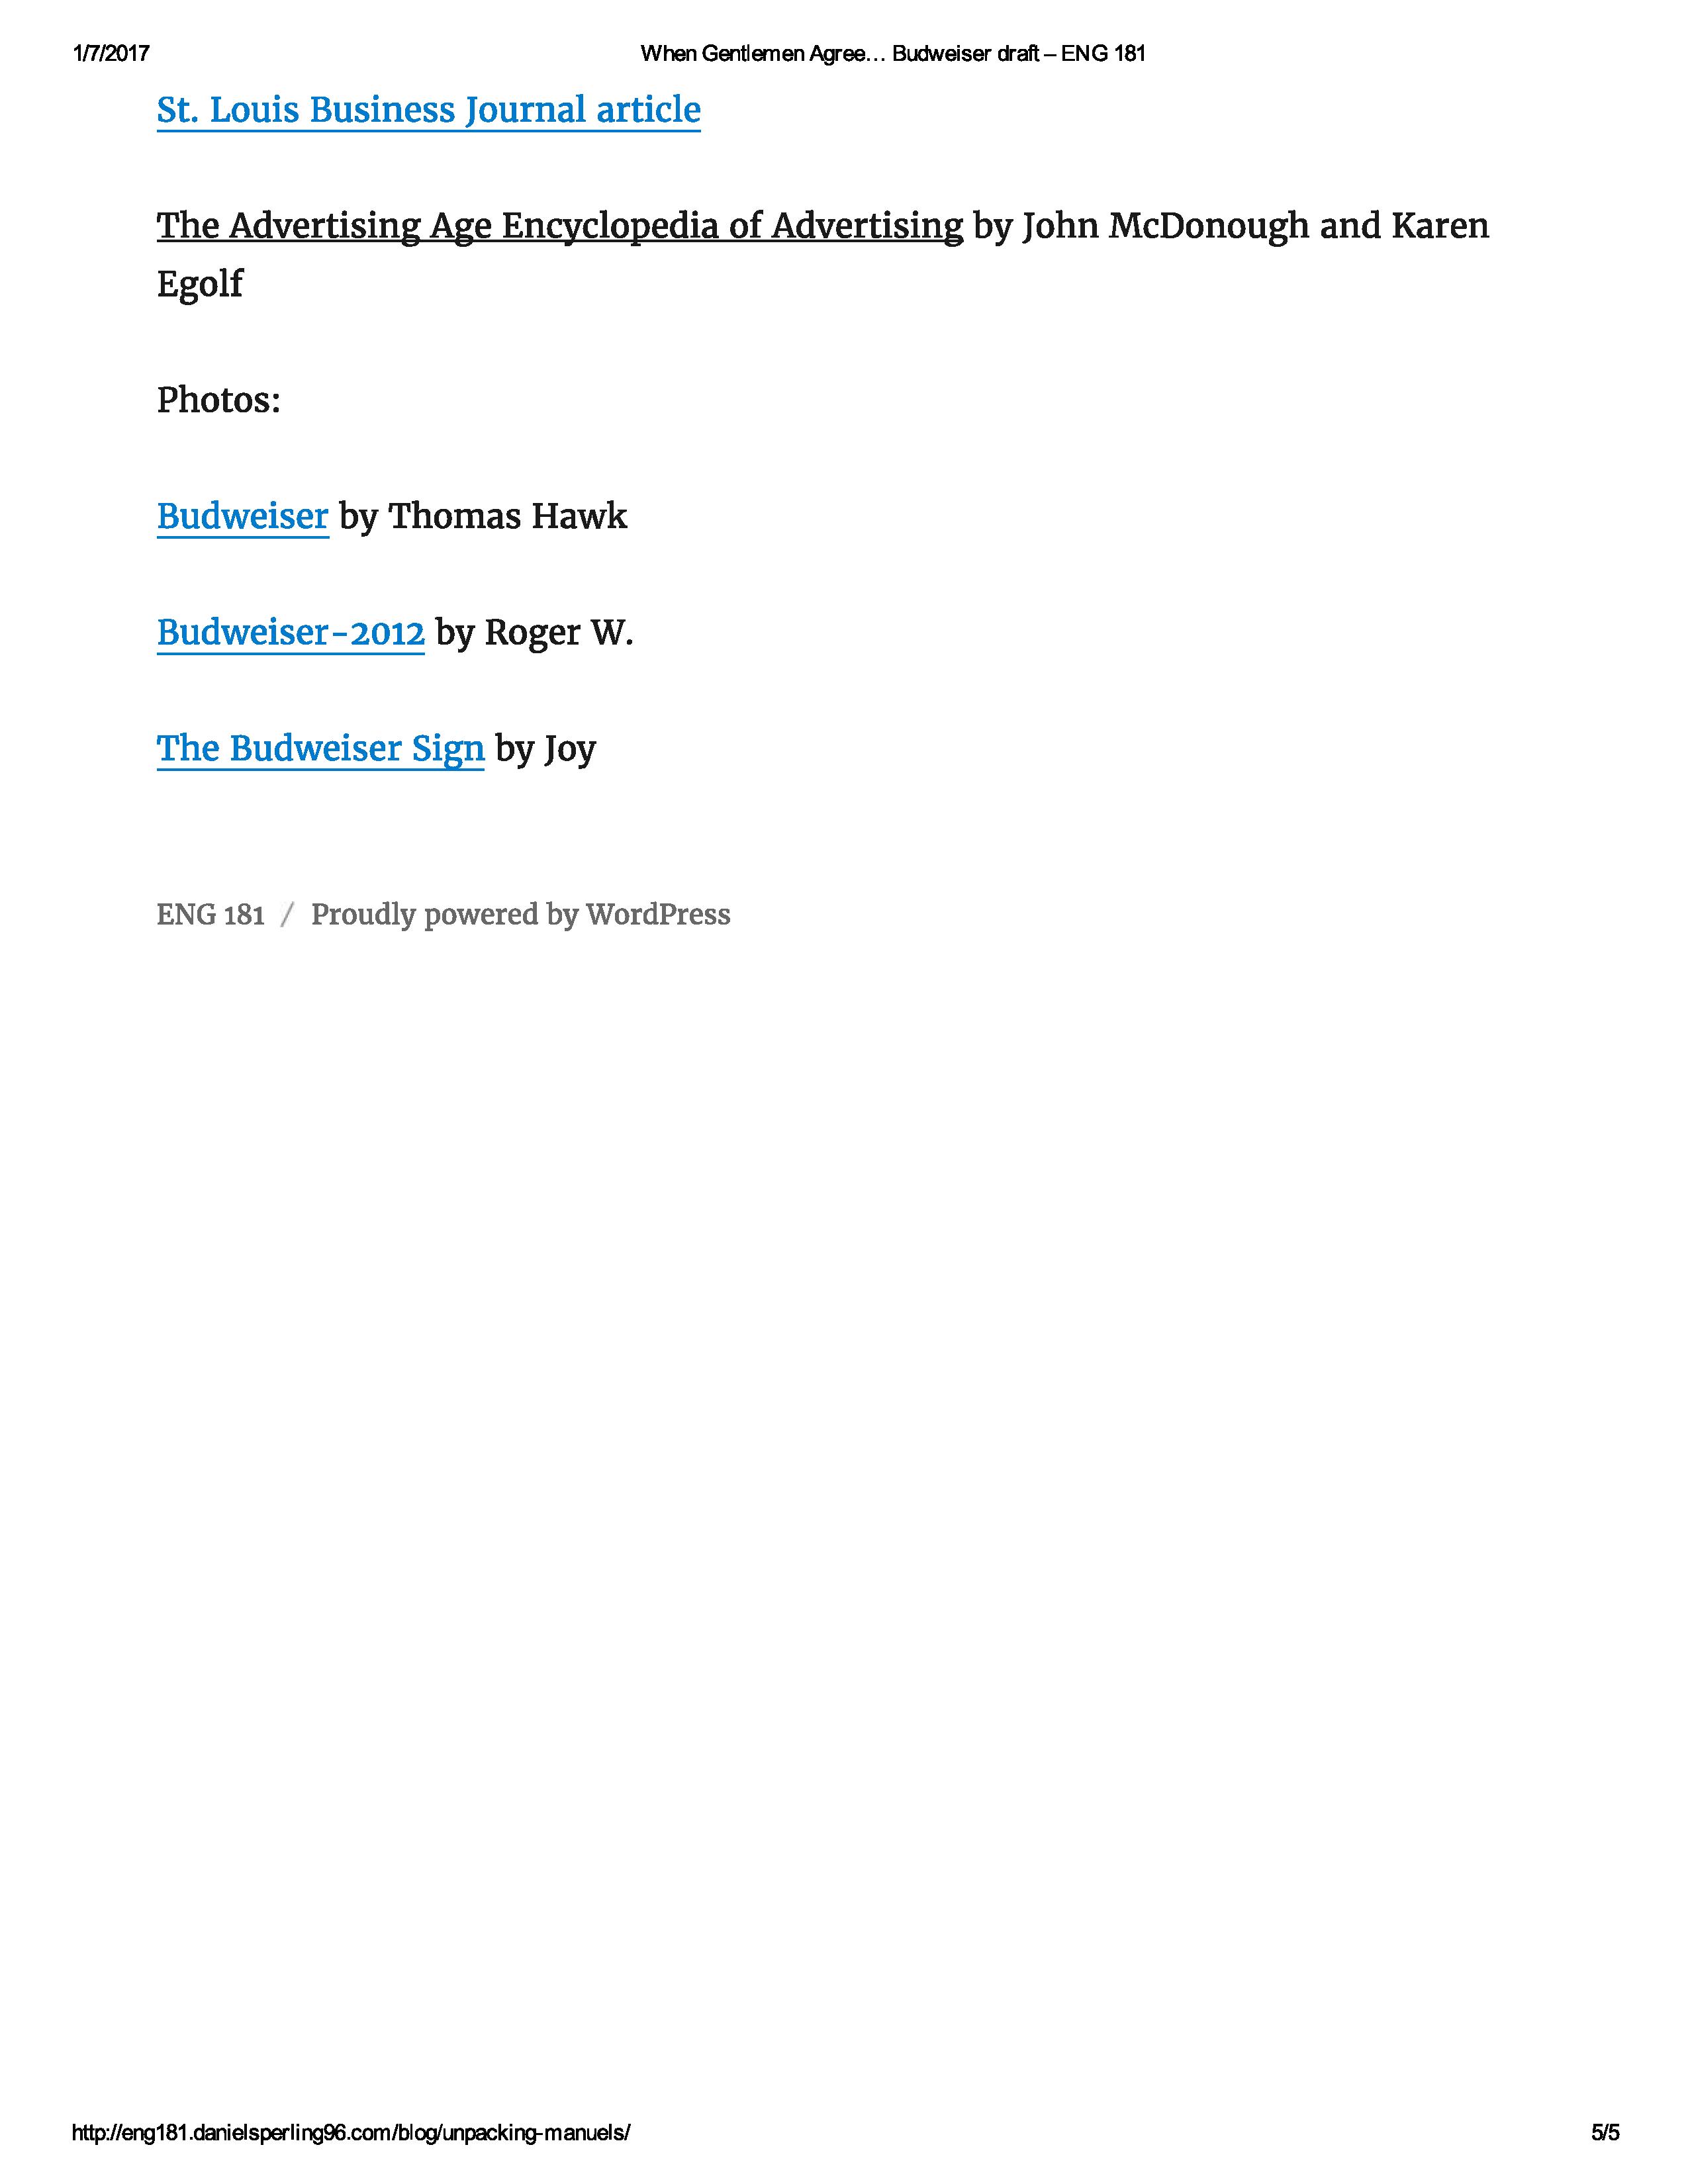 1/7/2017 When Gentlemen Agree… Budweiser draft – ENG 181
St. Louis Business Journal article
The Advertising Age Encyclopedia of Advertising by John McDonough and Karen
Egolf
Photos:
Budweiser by Thomas Hawk
Budweiser-2012 by Roger W.
The Budweiser Sign by Joy
ENG 181 / Proudly powered by WordPress
http://eng181.danielsperling96.com/blog/unpacking-manuels/ 5/5